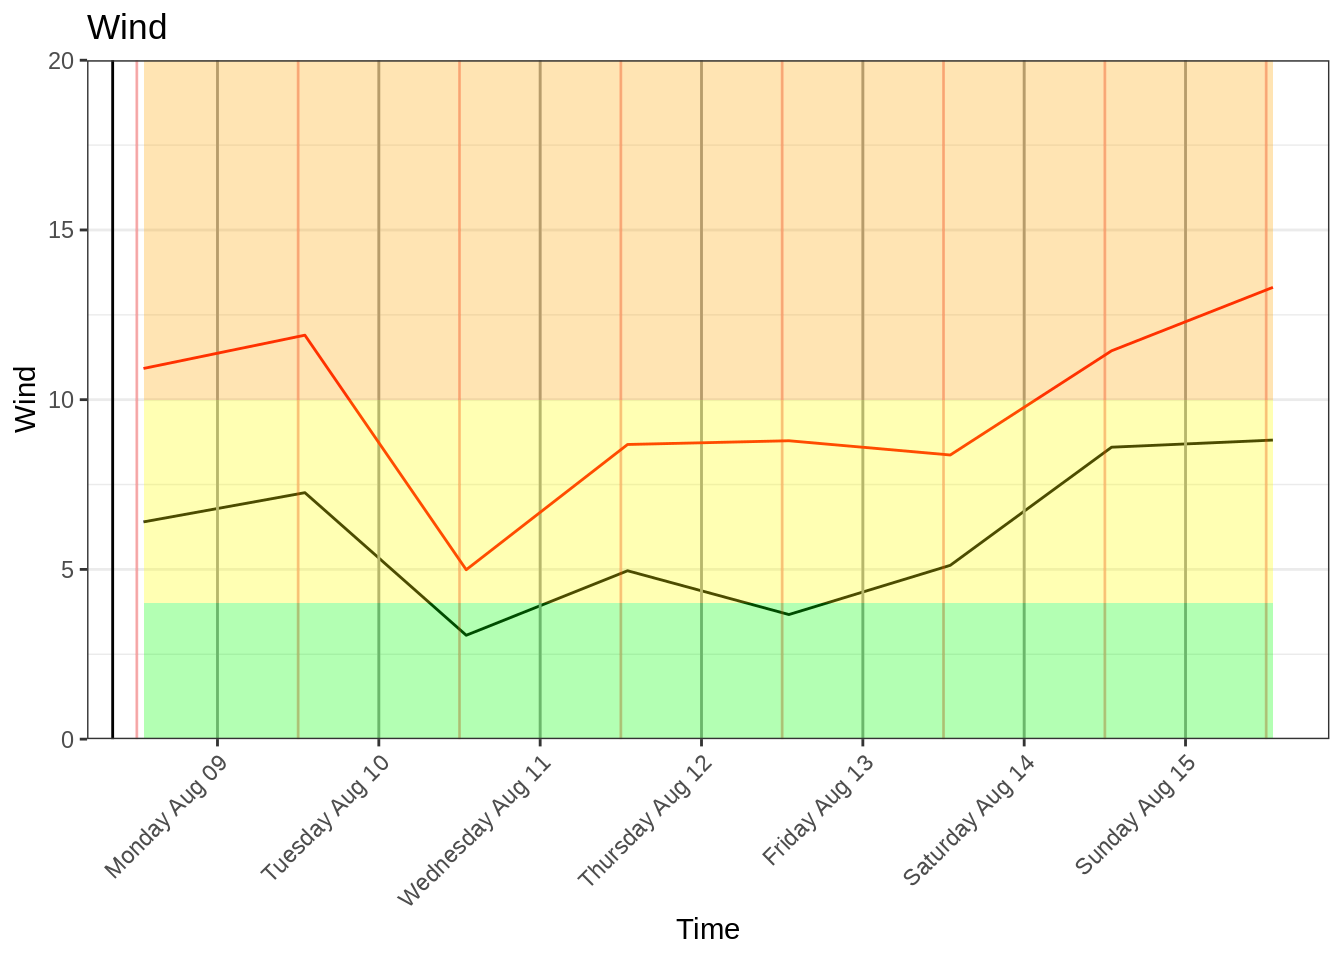 Wind
20
15
10
5
0
Wind
Monday Aug 09
Tuesday Aug 10
Wednesday Aug 11
Thursday Aug 12
Friday Aug 13
Saturday Aug 14
Sunday Aug 15
Time